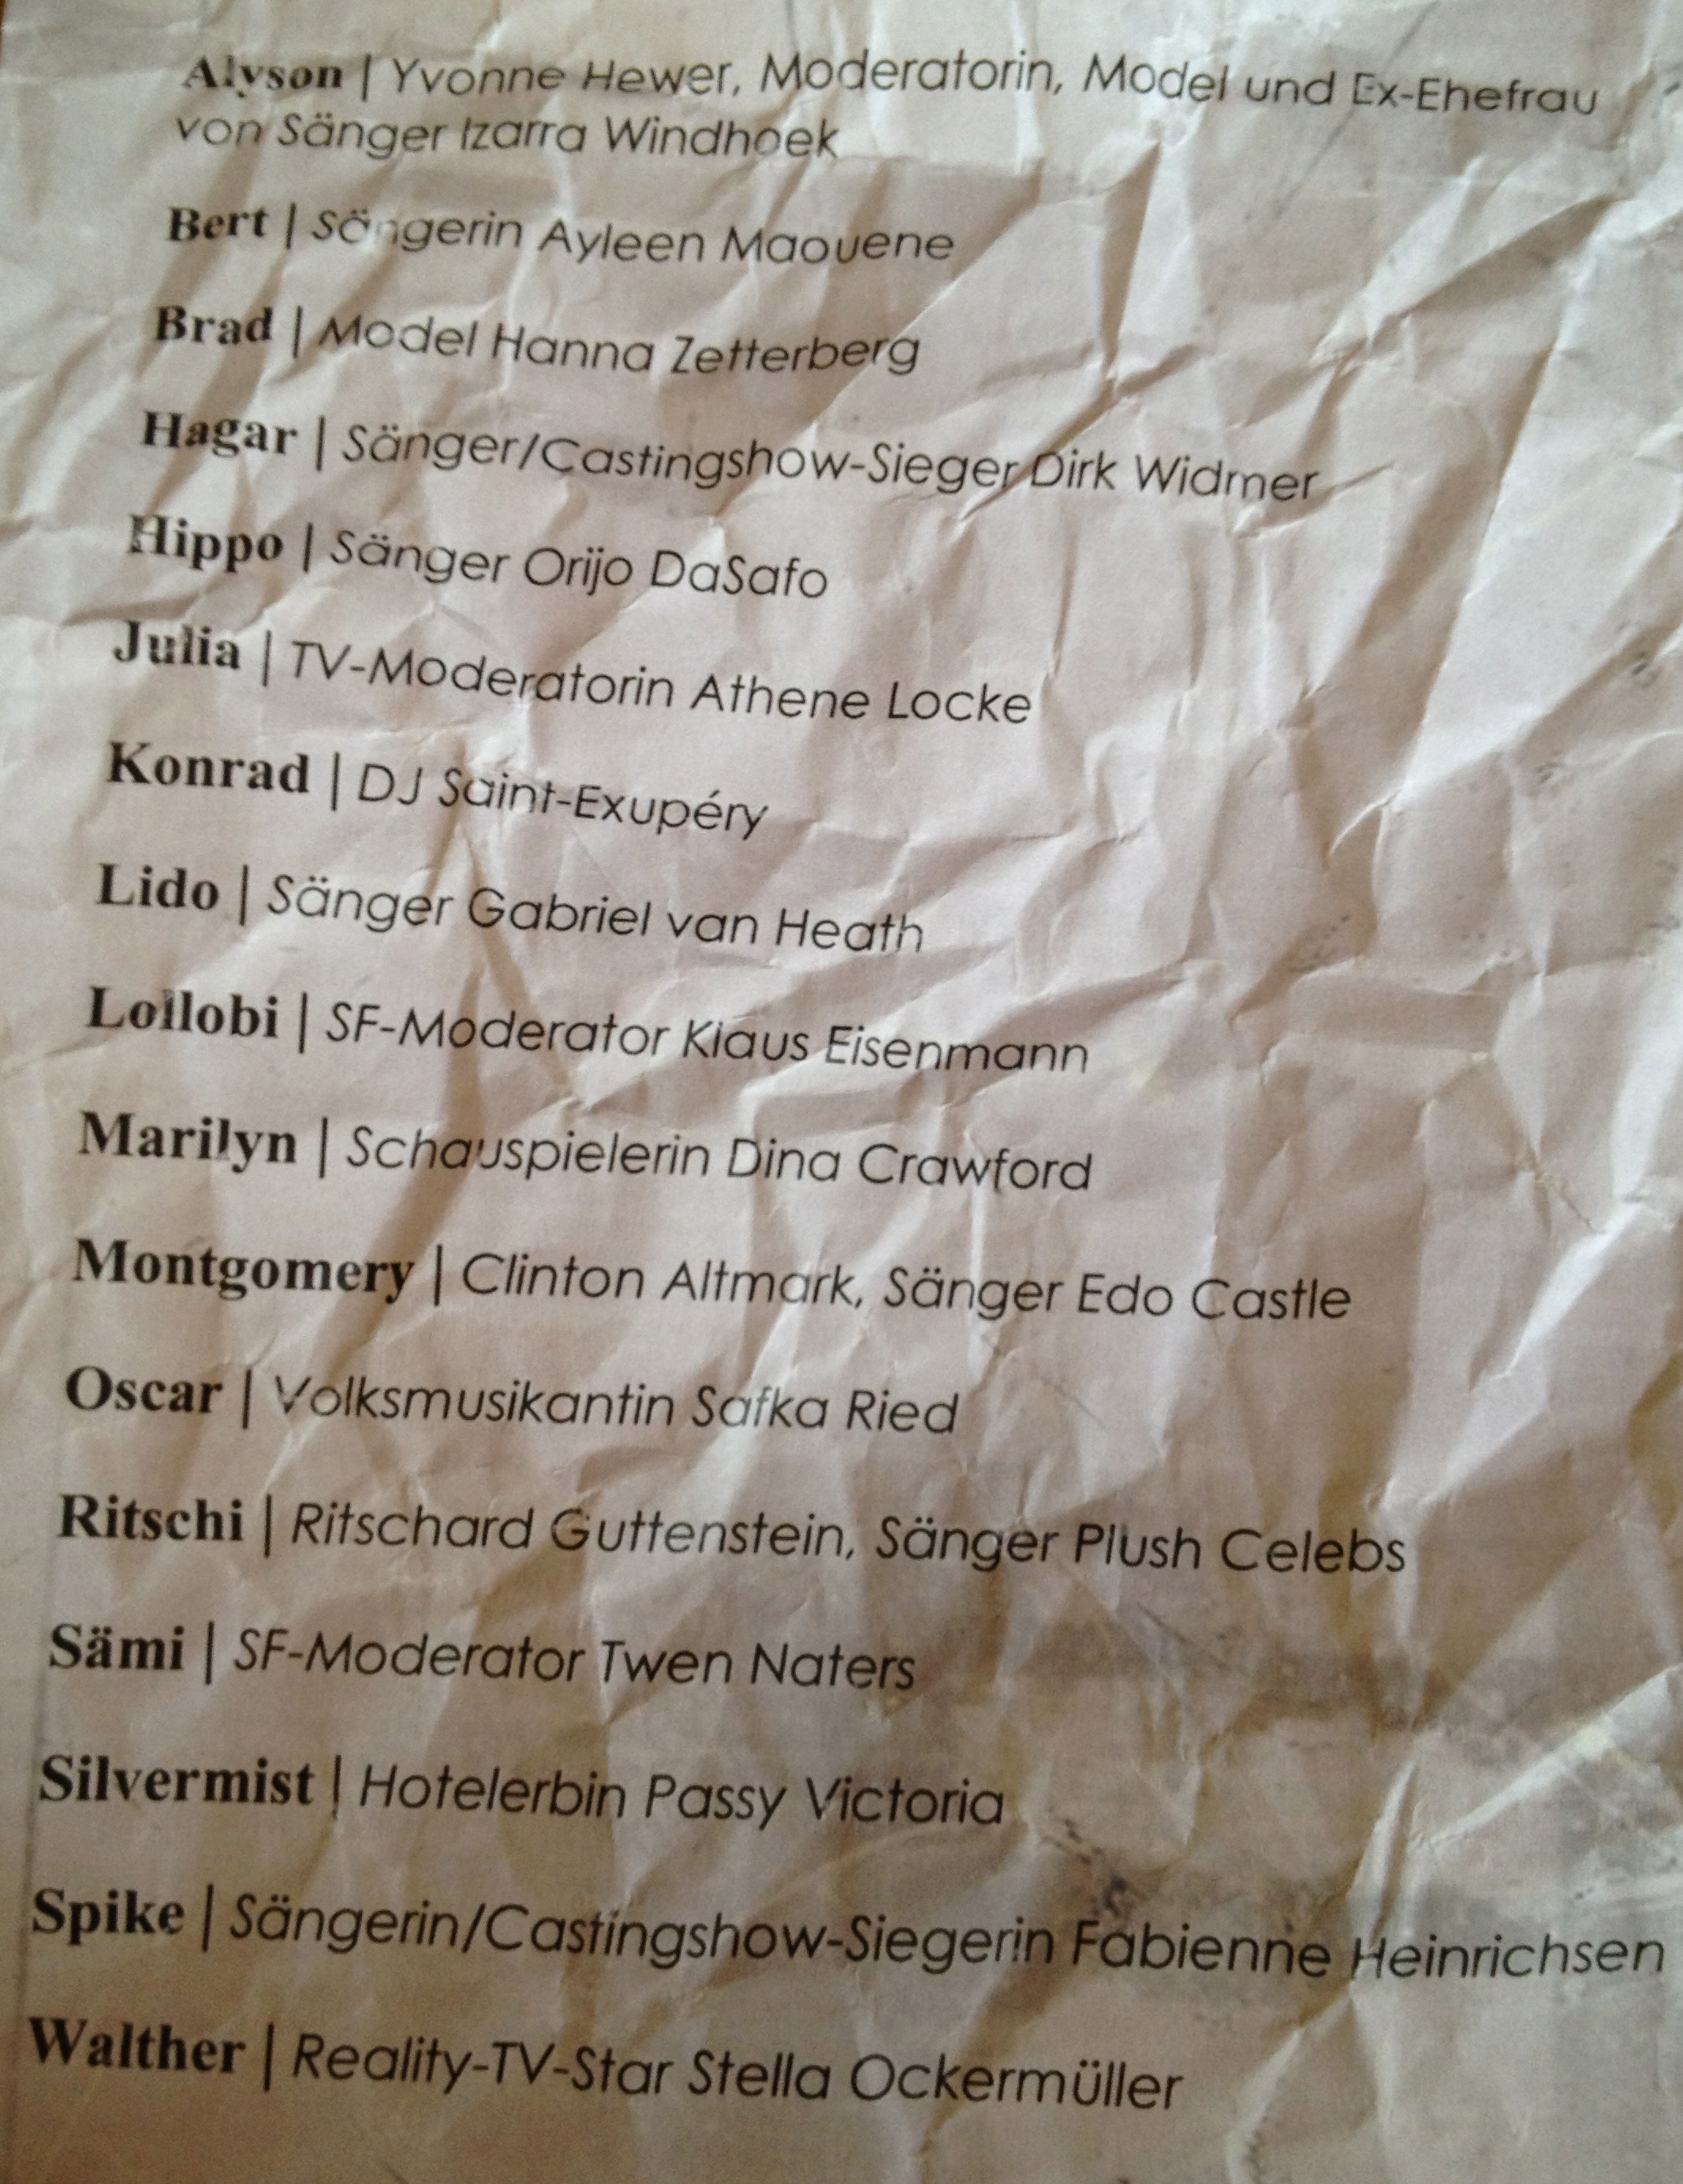 Alyson | Yvonne Hewer, Moderatorin, Model und Ex-Ehefrau
von Sänger Izarra Windhoek
Bert | Sängerin Ayleen Maouene
Brad | Model Hanna Zetterberg
Hagar | Sänger/Castingshow-Sieger Dirk Widmer
Hippo | Sänger Orijo DaSafo
Julia | TV-Moderatorin Athene Locke
Konrad | DJ Saint-Exupéry
Lido | Sänger Gabriel van Heath
Lollobi | SF-Moderator Klaus Eisenmann
Marilyn | Schauspielerin Dina Crawford
Montgomery | Clinton Altmark, Sänger Edo Castle
Oscar | Volksmusikantin Safka Ried
Ritschi | Ritschard Guttenstein, Sänger Plush Celebs
Sämi | SF-Moderator Twen Naters
Silvermist | Hotelerbin Passy Victoria
Spike | Sängerin/Castingshow-Siegerin Fabienne Heinrichsen
Walther | Reality-TV-Star Stella Ockermüller